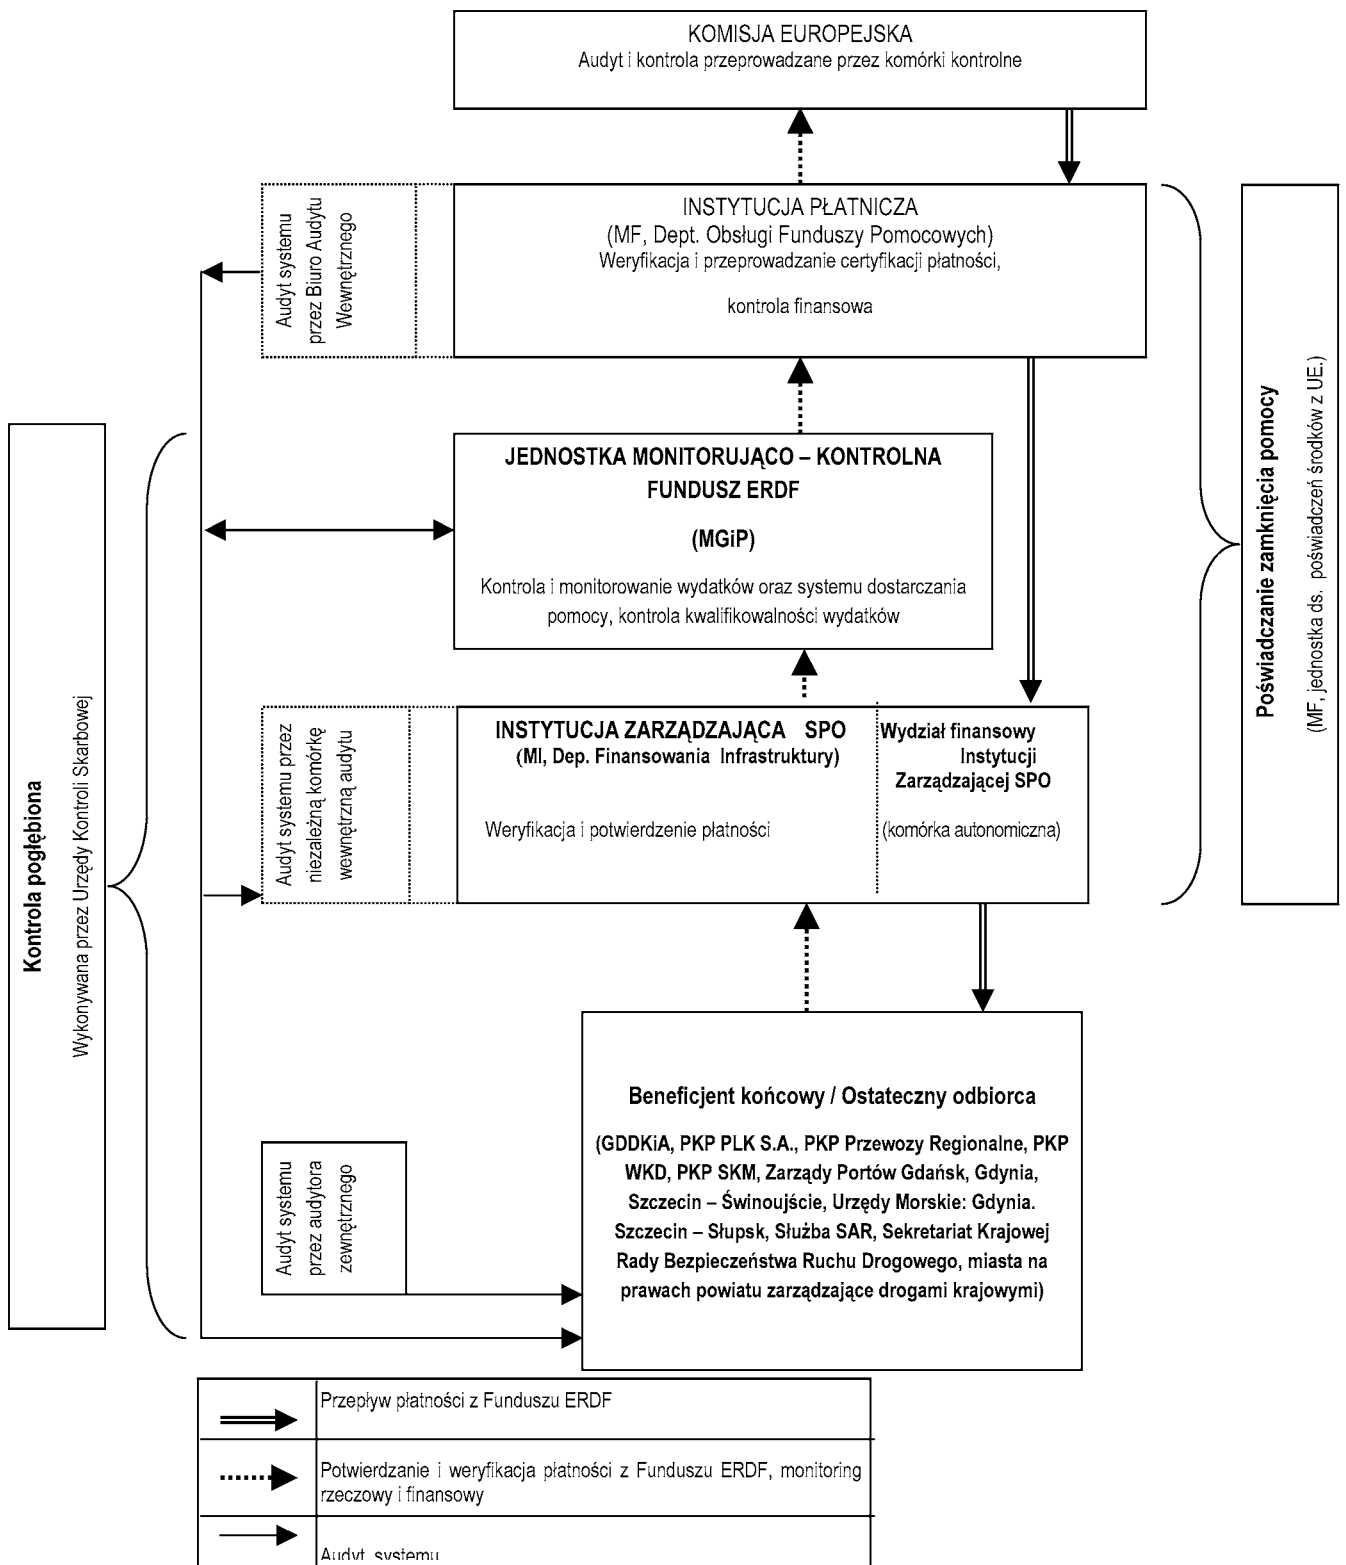 KOMISJA EUROPEJSKA
Audyt i kontrola przeprowadzane przez komórki kontrolne
Audyt systemu
przez Biuro Audytu
Wewnętrznego
INSTYTUCJA PŁATNICZA
(MF, Dept. Obsługi Funduszy Pomocowych)
Weryfikacja i przeprowadzanie certyfikacji płatności,
kontrola finansowa
Poświadczanie zamknięcia pomocy
(MF, jednostka ds. poświadczeń środków z UE.)
Kontrola pogłębiona
Wykonywana przez Urzędy Kontroli Skarbowej
JEDNOSTKA MONITORUJĄCO – KONTROLNA
FUNDUSZ ERDF
(MGiP)
Kontrola i monitorowanie wydatków oraz systemu dostarczania
pomocy, kontrola kwalifikowalności wydatków
Audyt systemu przez
niezależną komórkę
wewnętrzną audytu
INSTYTUCJA ZARZĄDZAJĄCA SPO
(MI, Dep. Finansowania Infrastruktury)
Weryfikacja i potwierdzenie płatności
Wydział finansowy
Instytucji
Zarządzającej SPO
(komórka autonomiczna)
Audyt systemu
przez audytora
zewnętrznego
Beneficjent końcowy / Ostateczny odbiorca
(GDDKiA, PKP PLK S.A., PKP Przewozy Regionalne, PKP
WKD, PKP SKM, Zarządy Portów Gdańsk, Gdynia,
Szczecin – Świnoujście, Urzędy Morskie: Gdynia.
Szczecin – Słupsk, Służba SAR, Sekretariat Krajowej
Rady Bezpieczeństwa Ruchu Drogowego, miasta na
prawach powiatu zarządzające drogami krajowymi)
Przepływ płatności z Funduszu ERDF
Potwierdzanie i weryfikacja płatności z Funduszu ERDF, monitoring
rzeczowy i finansowy
Audyt systemu